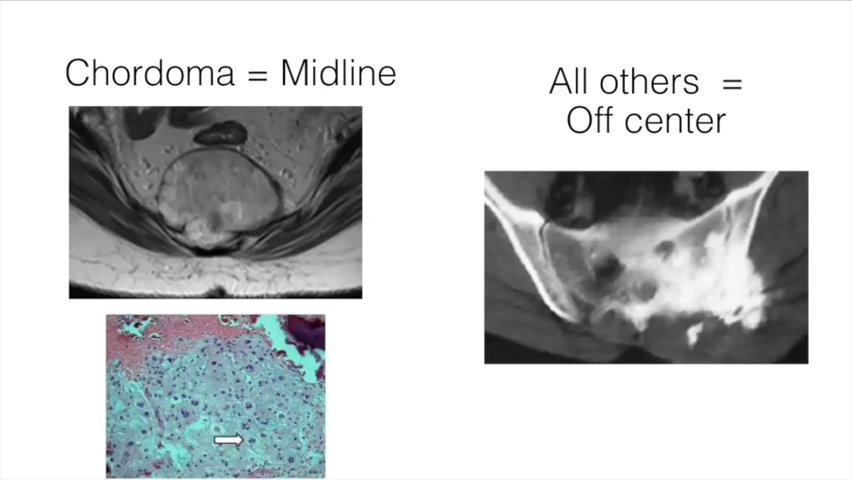 Chordoma = Midline
All others =
Off center